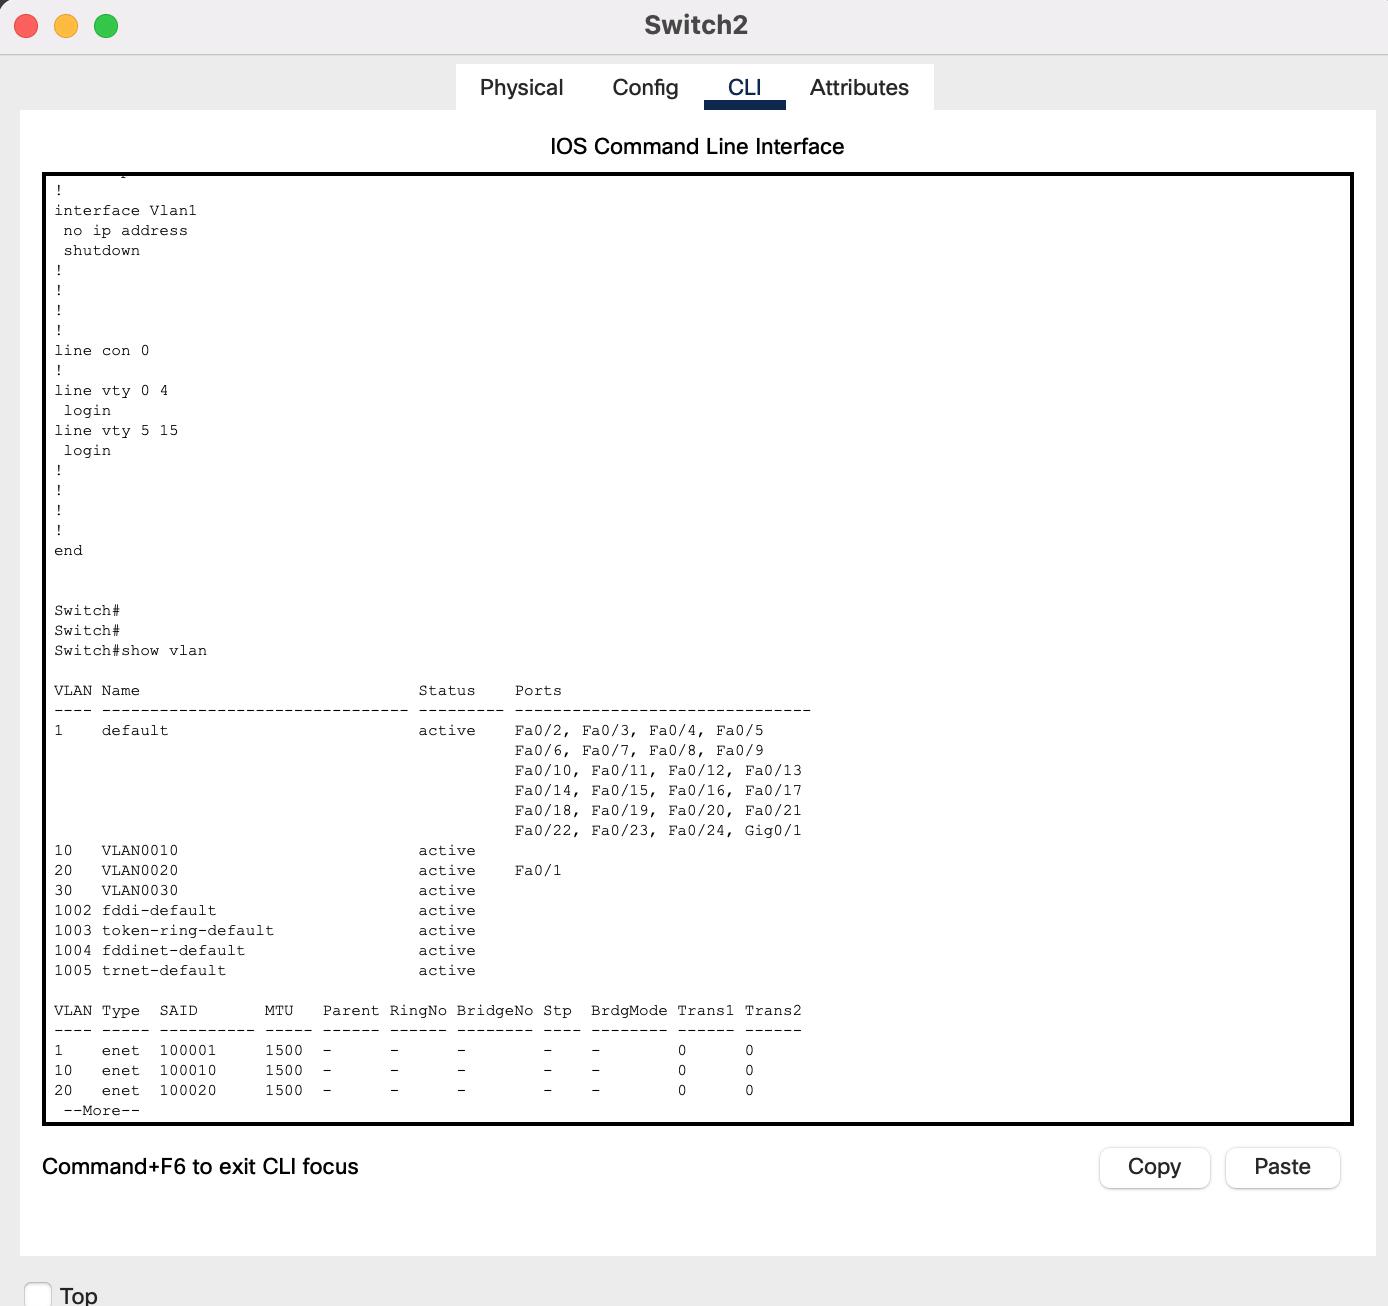 Switch2
Physical Config CLI Attributes
IOS Command Line Interface
!
interface Vlan1
 no ip address
 shutdown
!
!
!
!
line con 0
!
line vty 0 4
 login
line vty 5 15
 login
!
!
!
!
end
Switch#
Switch#
Switch#show vlan
VLAN Name                             Status    Ports
---- -------------------------------- --------- -------------------------------
1    default                          active    Fa0/2, Fa0/3, Fa0/4, Fa0/5
                                                Fa0/6, Fa0/7, Fa0/8, Fa0/9
                                                Fa0/10, Fa0/11, Fa0/12, Fa0/13
                                                Fa0/14, Fa0/15, Fa0/16, Fa0/17
                                                Fa0/18, Fa0/19, Fa0/20, Fa0/21
                                                Fa0/22, Fa0/23, Fa0/24, Gig0/1
10   VLAN0010                         active
20   VLAN0020                         active    Fa0/1
30   VLAN0030                         active
1002 fddi-default                     active
1003 token-ring-default               active
1004 fddinet-default                  active
1005 trnet-default                    active
VLAN Type  SAID       MTU   Parent RingNo BridgeNo Stp  BrdgMode Trans1 Trans2
---- ----- ---------- ----- ------ ------ -------- ---- -------- ------ ------
1    enet  100001     1500  -      -      -        -    -        0      0
10   enet  100010     1500  -      -      -        -    -        0      0
20   enet  100020     1500  -      -      -        -    -        0      0
 --More--
Command+F6 to exit CLI focus
Copy Paste
Top